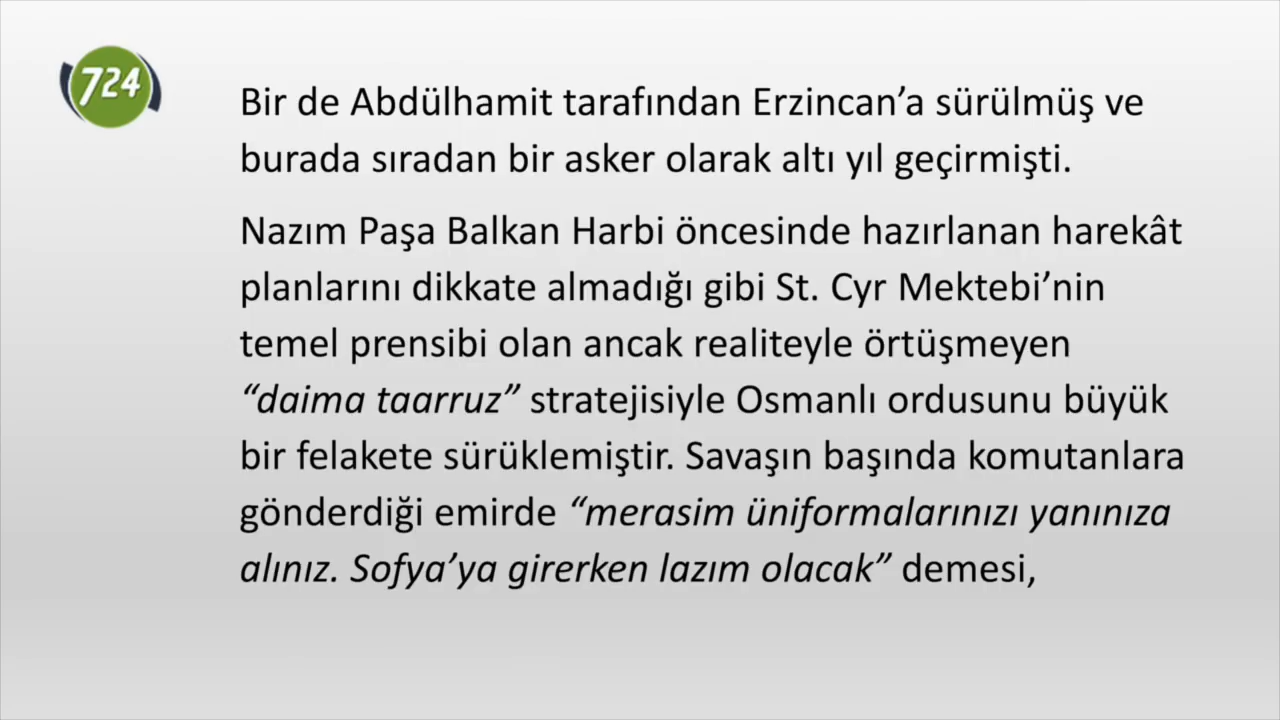 724
Bir de Abdülhamit tarafından Erzincan’a sürülmüş ve
burada sıradan bir asker olarak altı yıl geçirmişti.
Nazım Paşa Balkan Harbi öncesinde hazırlanan harekât
planlarını dikkate almadığı gibi St. Cyr Mektebi’nin
temel prensibi olan ancak realiteyle örtüşmeyen
“daima taarruz” stratejisiyle Osmanlı ordusunu büyük
bir felakete sürüklemiştir. Savaşın başında komutanlara
gönderdiği emirde “merasim üniformalarınızı yanınıza
alınız. Sofya’ya girerken lazım olacak” demesi,